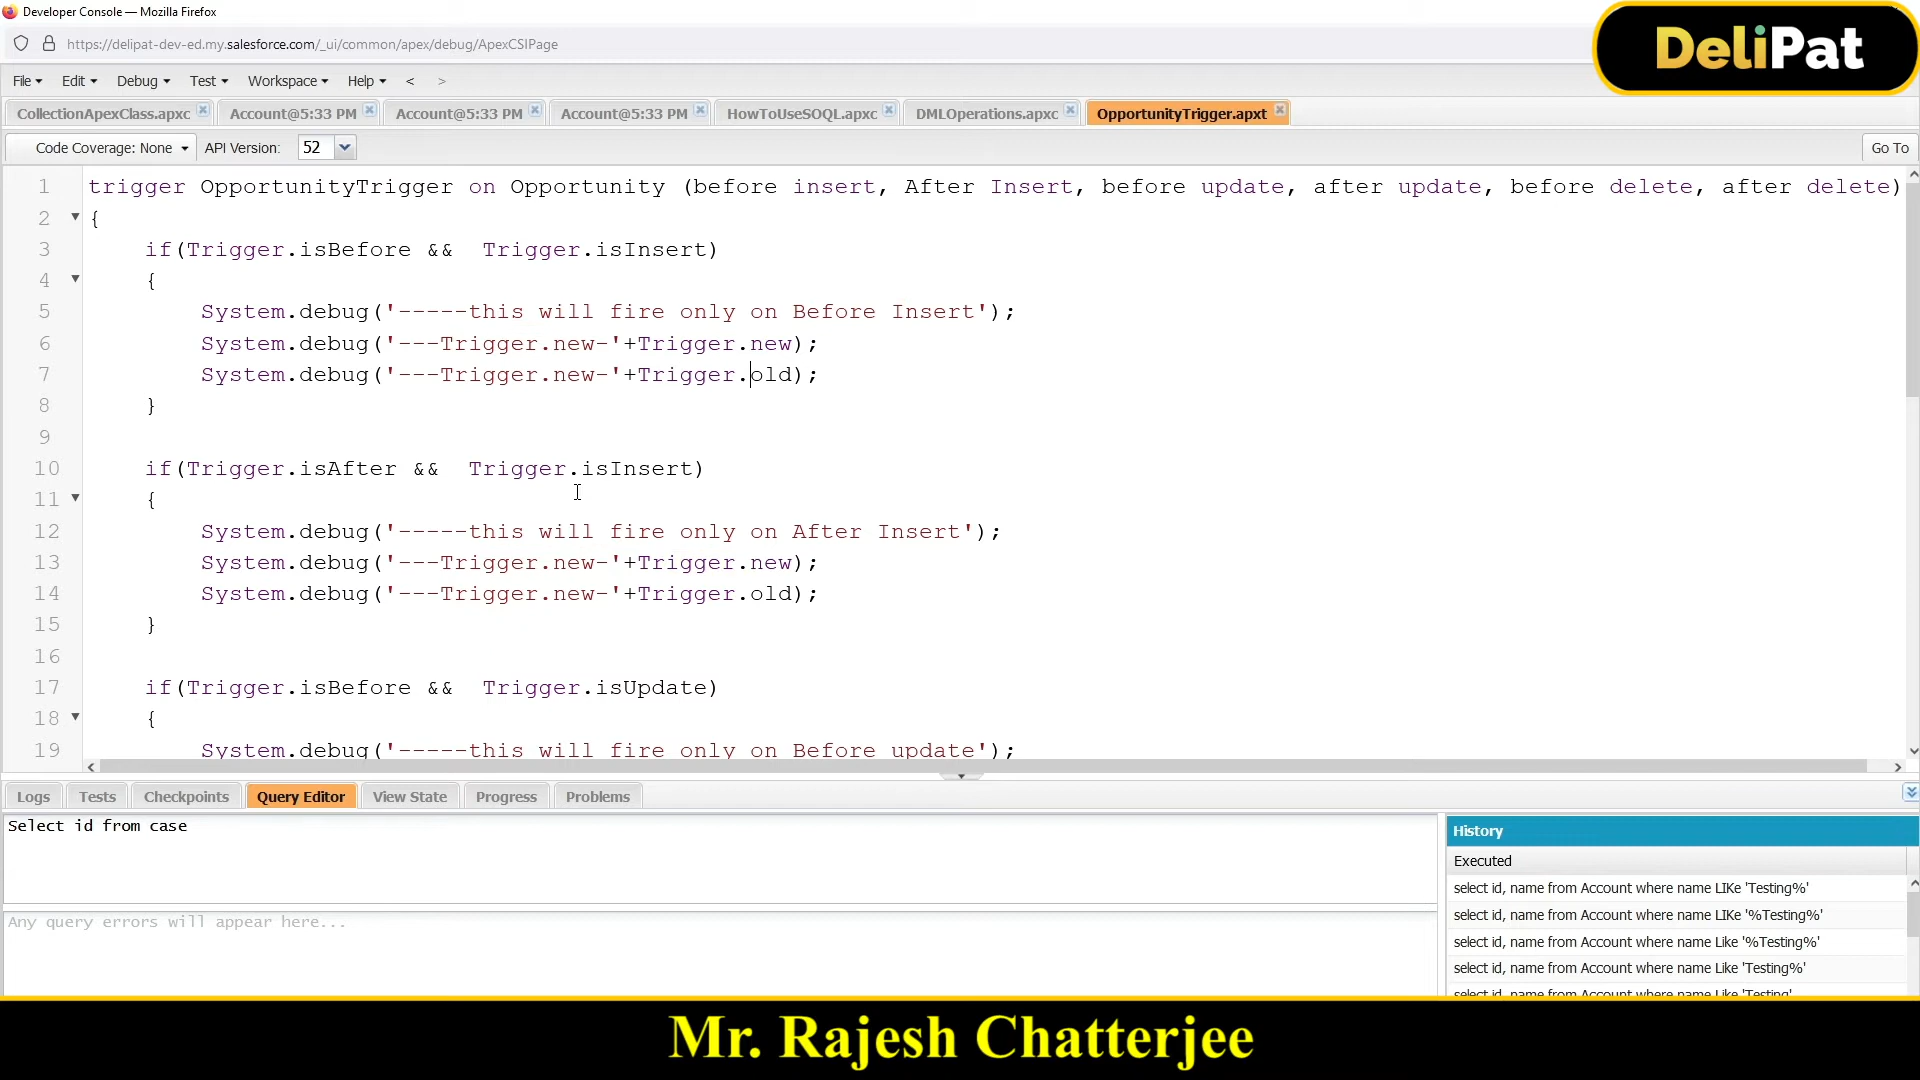 Developer Console — Mozilla Firefox
https://delipat-dev-ed.my.salesforce.com/_ui/common/apex/debug/ApexCSIPage
DeliPat
File Edit Debug Test Workspace Help < >
CollectionApexClass.apxc Account@5:33 PM Account@5:33 PM Account@5:33 PM HowToUseSOQL.apxc DMLOperations.apxc OpportunityTrigger.apxt
Code Coverage: None API Version: 52 Go To
1 trigger OpportunityTrigger on Opportunity (before insert, After Insert, before update, after update, before delete, after delete)
2 {
3 if(Trigger.isBefore && Trigger.isInsert)
4 {
5 System.debug('-----this will fire only on Before Insert');
6 System.debug('---Trigger.new-'+Trigger.new);
7 System.debug('---Trigger.new-'+Trigger.old);
8 }
9
10 if(Trigger.isAfter && Trigger.isInsert)
11 {
12 System.debug('-----this will fire only on After Insert');
13 System.debug('---Trigger.new-'+Trigger.new);
14 System.debug('---Trigger.new-'+Trigger.old);
15 }
16
17 if(Trigger.isBefore && Trigger.isUpdate)
18 {
19 System.debug('-----this will fire only on Before update');
Logs Tests Checkpoints Query Editor View State Progress Problems
Select id from case
Any query errors will appear here...
History
Executed
select id, name from Account where name LIKe 'Testing%'
select id, name from Account where name LIKe '%Testing%'
select id, name from Account where name Like '%Testing%'
select id, name from Account where name Like 'Testing%'
select id, name from Account where name Like 'Testing'
Mr. Rajesh Chatterjee